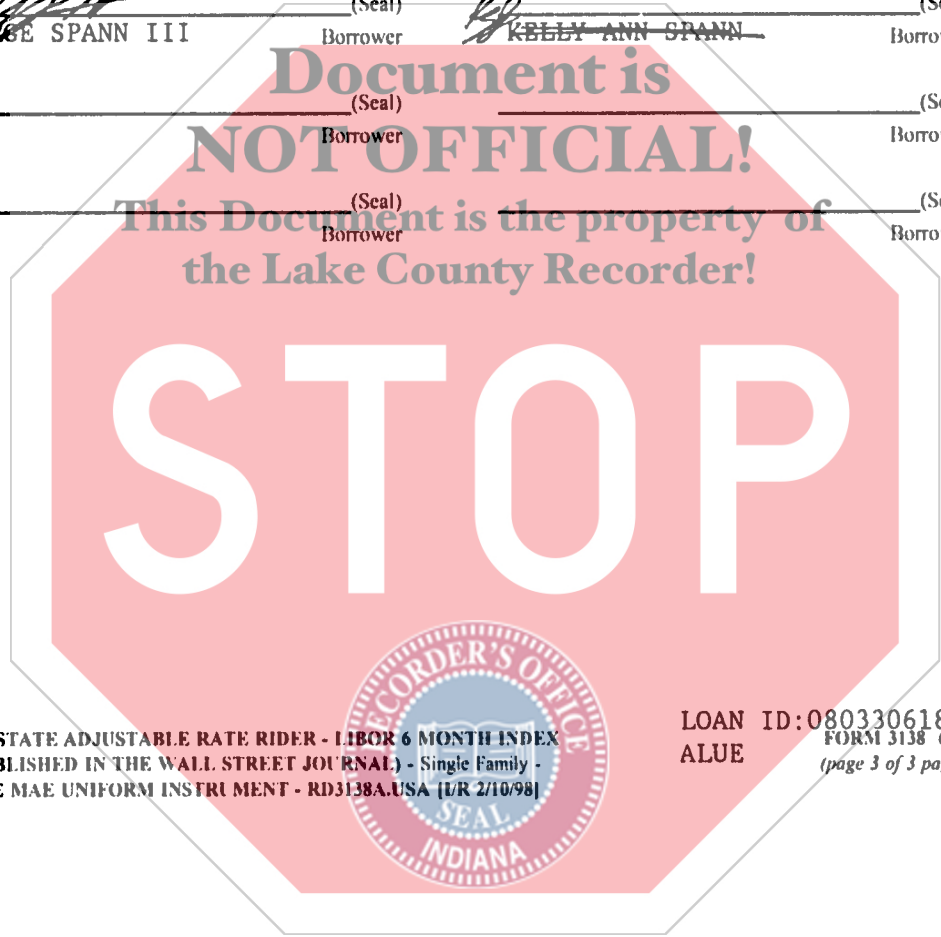 (Seal)
SPANN III
Borrower
KELLY ANN SPANN
Document is
(Seal)
Borrower
NOT OFFICIAL!
(Seal)
This Document is the property of
Borrower
the Lake County Recorder!
STOP
RECORDER'S OFFICE
SEAL
INDIANA
STATE ADJUSTABLE RATE RIDER - LIBOR 6 MONTH INDEX
BLISHED IN THE WALL STREET JOURNAL) - Single Family -
E MAE UNIFORM INSTRUMENT - RD3138A.USA [I/R 2/10/98]
LOAN ID:080330618
FORM 3138
ALUE
(page 3 of 3 pa